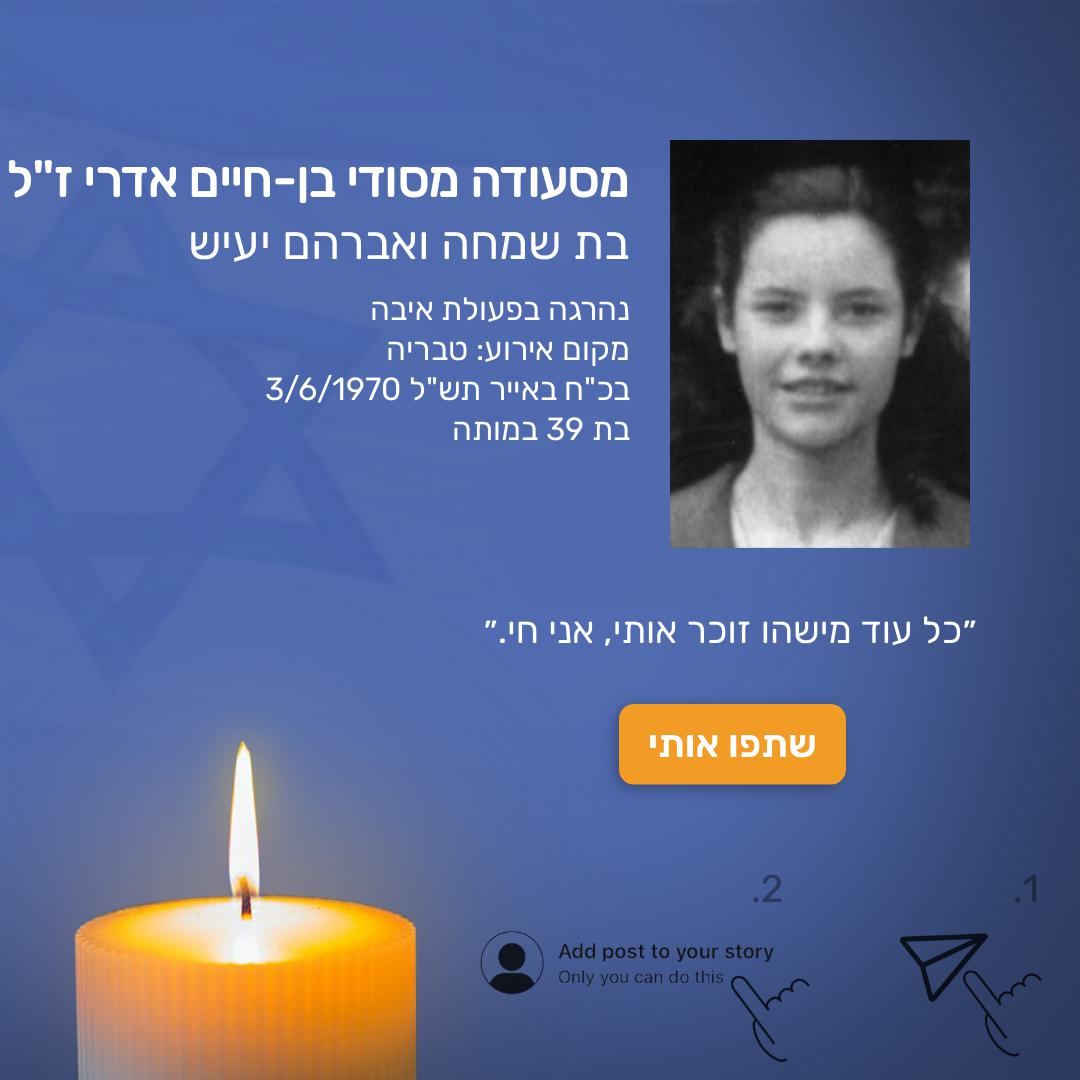 מסעודה מסודי בן-חיים אדרי ז"ל
בת שמחה ואברהם יעיש
נהרגה בפעולת איבה
מקום אירוע: טבריה
בכ"ח באייר תש"ל 3/6/1970
בת 39 במותה
״כל עוד מישהו זוכר אותי, אני חי.״
שתפו אותי
.1
.2
Add post to your story
Only you can do this